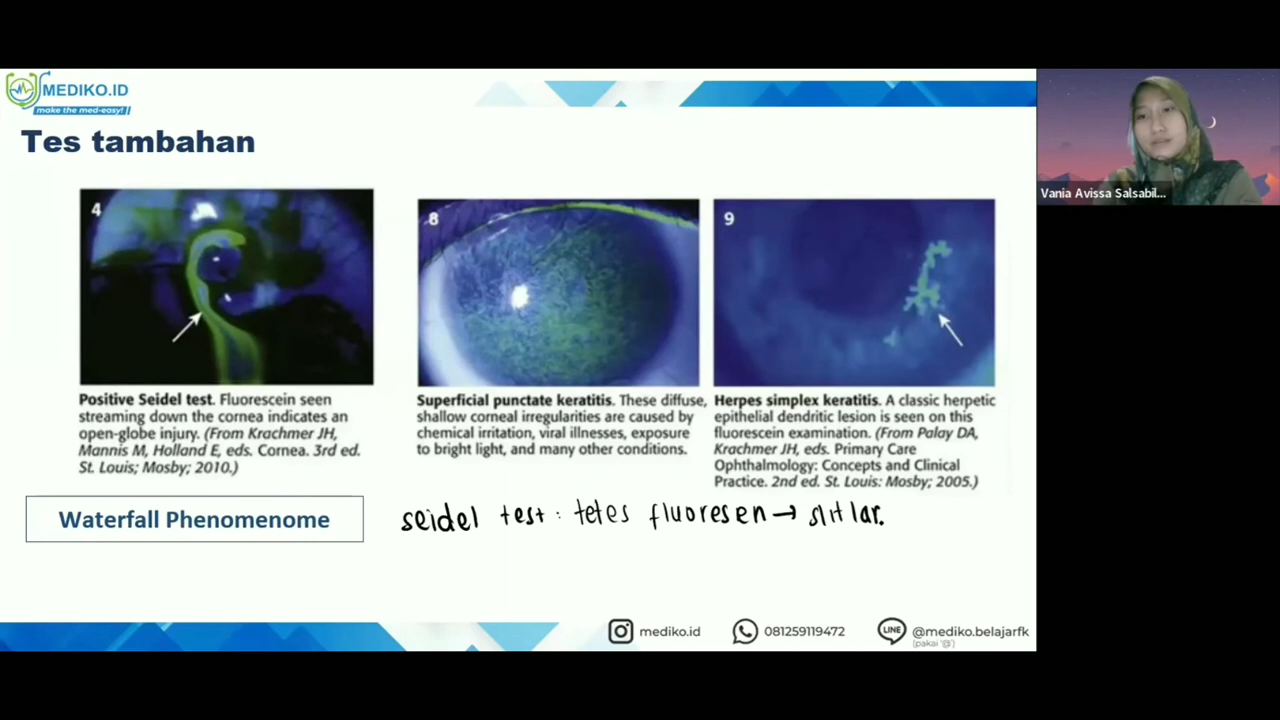 MEDIKO.ID
make the med-easy!
Tes tambahan
4
8
9
Positive Seidel test. Fluorescein seen
streaming down the cornea indicates an
open-globe injury. (From Krachmer JH,
Mannis M, Holland E, eds. Cornea. 3rd ed.
St. Louis; Mosby; 2010.)
Superficial punctate keratitis. These diffuse,
shallow corneal irregularities are caused by
chemical irritation, viral illnesses, exposure
to bright light, and many other conditions.
Herpes simplex keratitis. A classic herpetic
epithelial dendritic lesion is seen on this
fluorescein examination. (From Palay DA,
Krachmer JH, eds. Primary Care
Ophthalmology: Concepts and Clinical
Practice. 2nd ed. St. Louis: Mosby; 2005.)
Waterfall Phenomenome
seidel test : tetes fluoresen → slit lar.
mediko.id
081259119472
LINE
@mediko.belajarfk
(pakai '@')
Vania Avissa Salsabil...